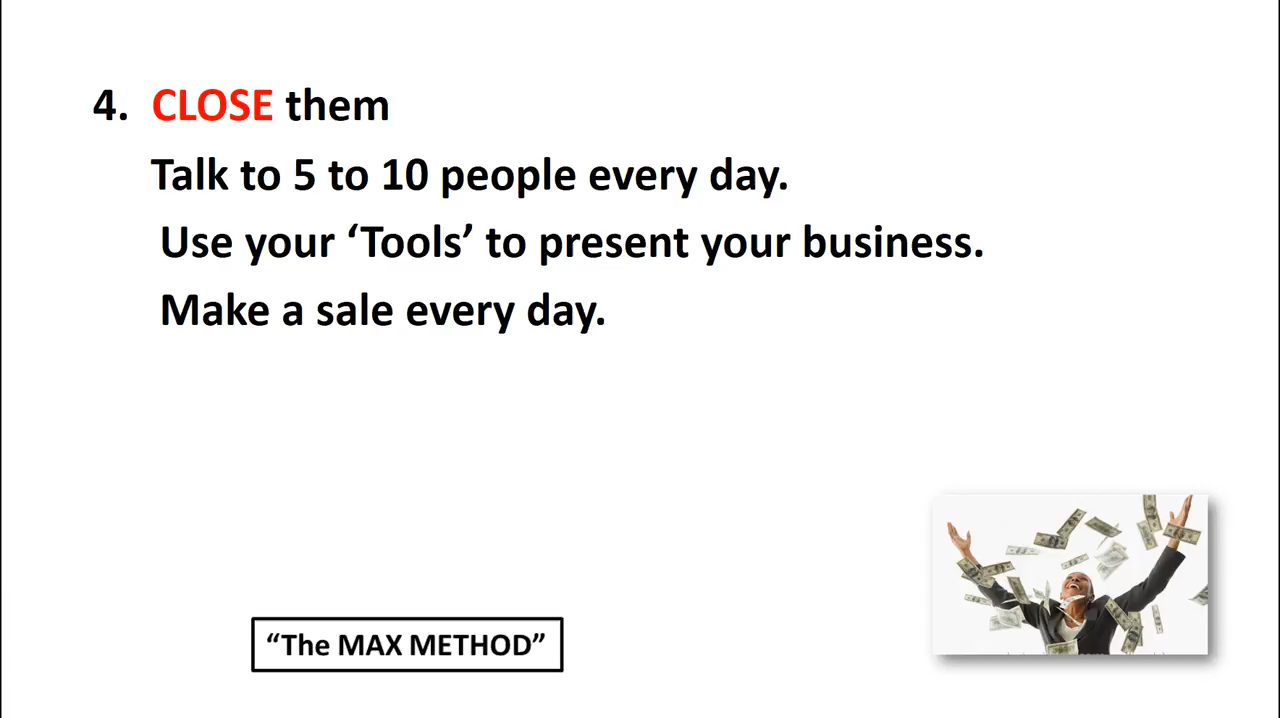 4. CLOSE them
Talk to 5 to 10 people every day.
Use your ‘Tools’ to present your business.
Make a sale every day.
“The MAX METHOD”